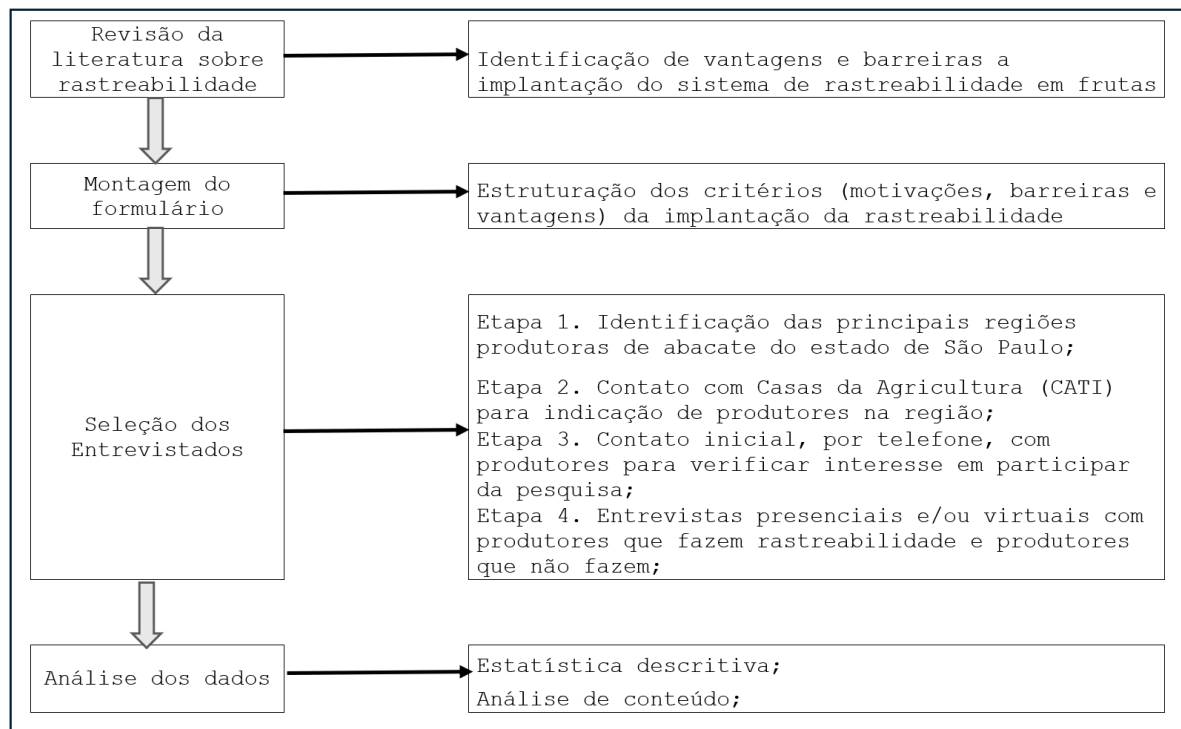 Revisão da
literatura sobre
rastreabilidade
Identificação de vantagens e barreiras a
implantação do sistema de rastreabilidade em frutas
Montagem do
formulário
Estruturação dos critérios (motivações, barreiras e
vantagens) da implantação da rastreabilidade
Seleção dos
Entrevistados
Etapa 1. Identificação das principais regiões
produtoras de abacate do estado de São Paulo;
Etapa 2. Contato com Casas da Agricultura (CATI)
para indicação de produtores na região;
Etapa 3. Contato inicial, por telefone, com
produtores para verificar interesse em participar
da pesquisa;
Etapa 4. Entrevistas presenciais e/ou virtuais com
produtores que fazem rastreabilidade e produtores
que não fazem;
Análise dos dados
Estatística descritiva;
Análise de conteúdo;